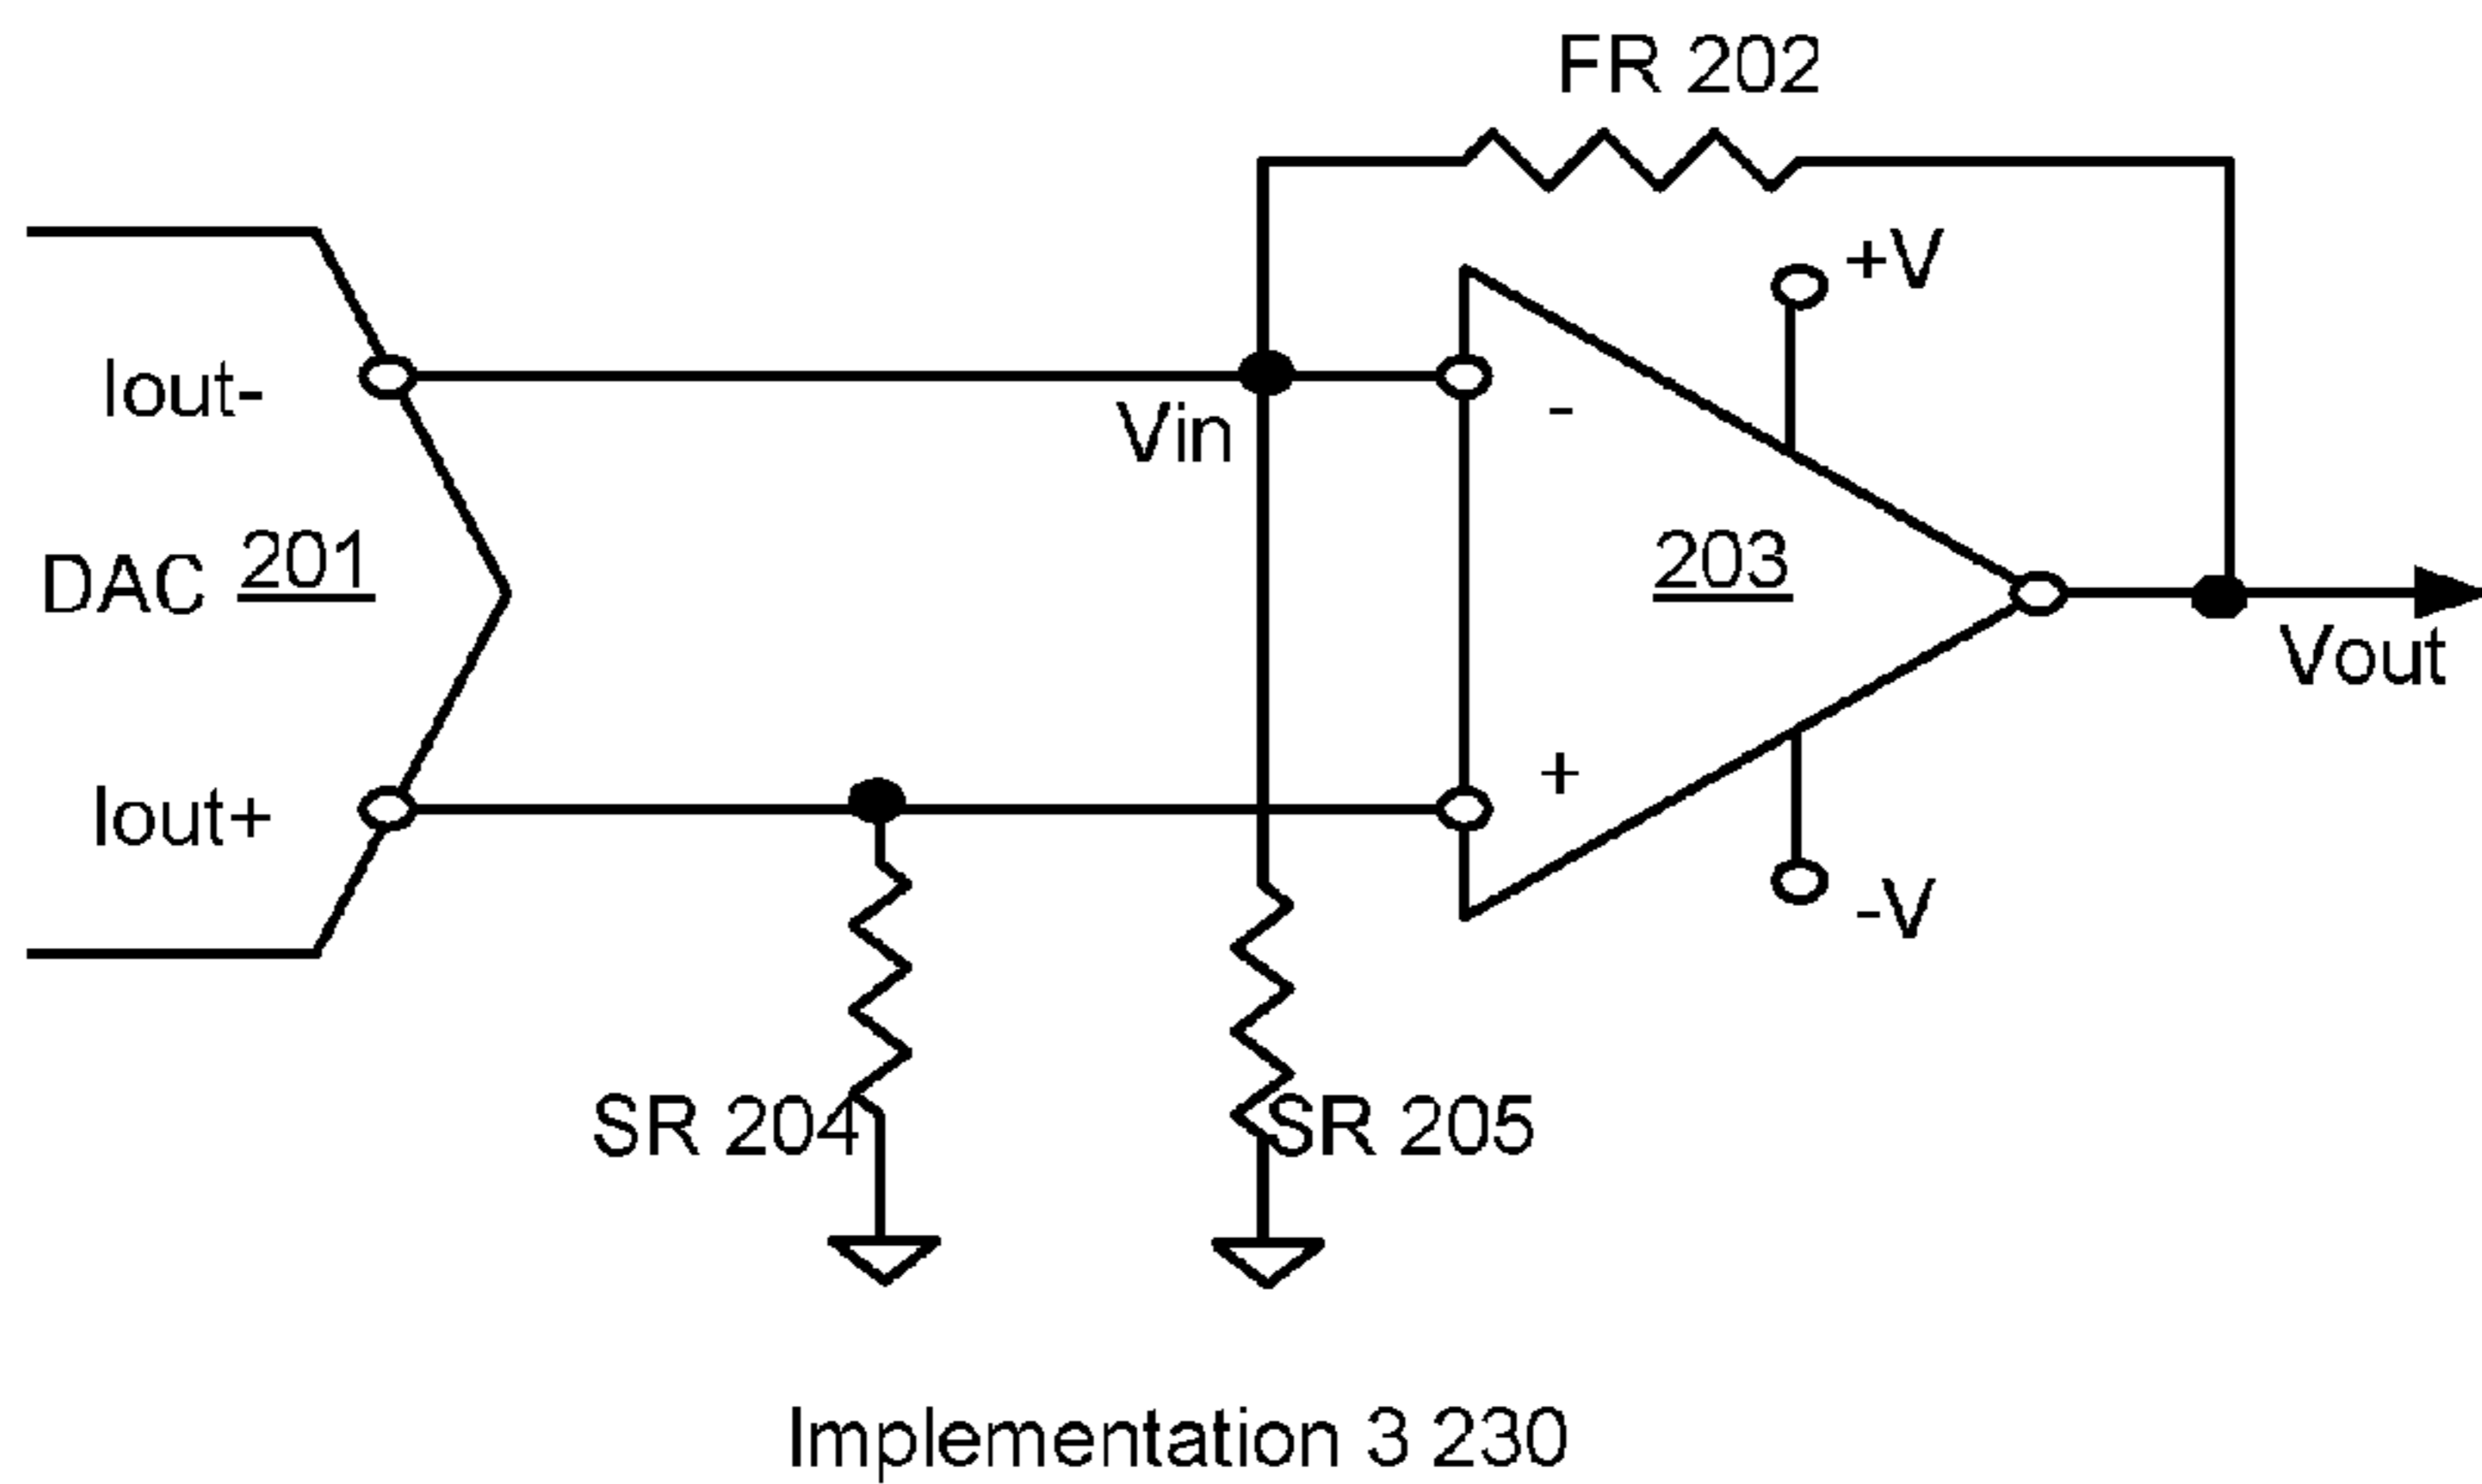 FR 202
+V
Iout-
Vin
-
DAC 201
203
Vout
Iout+
+
-V
SR 204
SR 205
Implementation 3 230